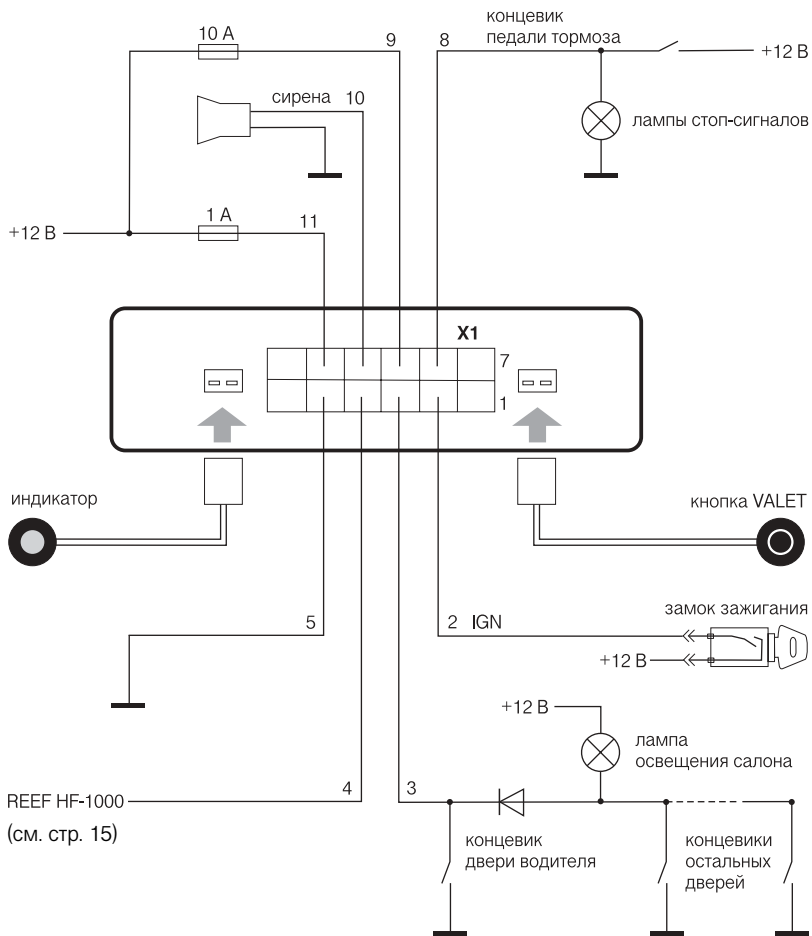 10 А
9
8
концевик
педали тормоза
+12 В
сирена
10
лампы стоп-сигналов
1 А
11
+12 В
X1
7
1
индикатор
кнопка VALET
5
2 IGN
замок зажигания
+12 В
+12 В
лампа
освещения салона
REEF HF-1000
4
3
(см. стр. 15)
концевик
двери водителя
концевики
остальных
дверей